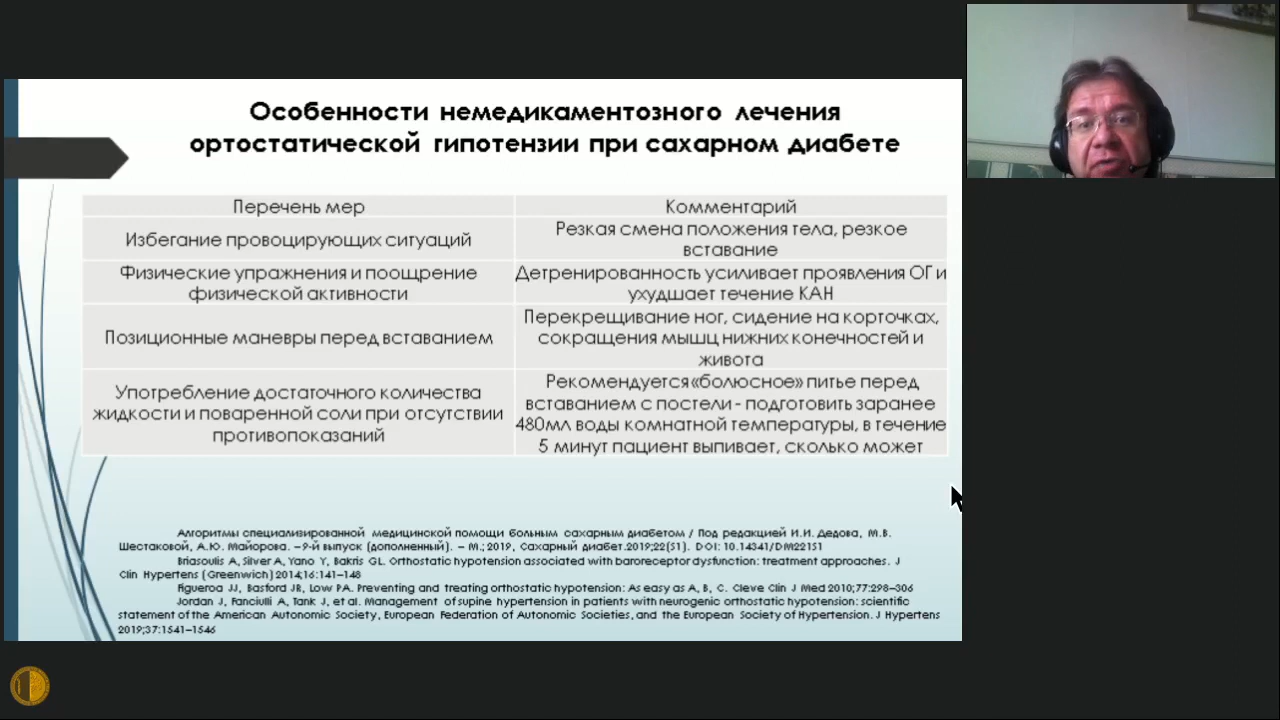 Особенности немедикаментозного лечения
ортостатической гипотензии при сахарном диабете
Перечень мер
Комментарий
Избегание провоцирующих ситуаций
Резкая смена положения тела, резкое
вставание
Физические упражнения и поощрение
физической активности
Детренированность усиливает проявления ОГ и
ухудшает течение КАН
Позиционные маневры перед вставанием
Перекрещивание ног, сидение на корточках,
сокращения мышц нижних конечностей и
живота
Употребление достаточного количества
жидкости и поваренной соли при отсутствии
противопоказаний
Рекомендуется «болюсное» питье перед
вставанием с постели - подготовить заранее
480мл воды комнатной температуры, в течение
5 минут пациент выпивает, сколько может
Алгоритмы специализированной медицинской помощи больным сахарным диабетом / Под редакцией И.И. Дедова, М.В.
Шестаковой, А.Ю. Майорова. – 9-й выпуск (дополненный). – М.; 2019, Сахарный диабет.2019;22(S1). DOI: 10.14341/DM221S1
Briasoulis A, Silver A, Yano Y, Bakris GL. Orthostatic hypotension associated with baroreceptor dysfunction: treatment approaches. J
Clin Hypertens (Greenwich) 2014;16:141–148
Figueroa JJ, Basford JR, Low PA. Preventing and treating orthostatic hypotension: As easy as A, B, C. Cleve Clin J Med 2010;77:298–306
Jordan J, Fanciulli A, Tank J, et al. Management of supine hypertension in patients with neurogenic orthostatic hypotension: scientific
statement of the American Autonomic Society, European Federation of Autonomic Societies, and the European Society of Hypertension. J Hypertens
2019;37:1541–1546